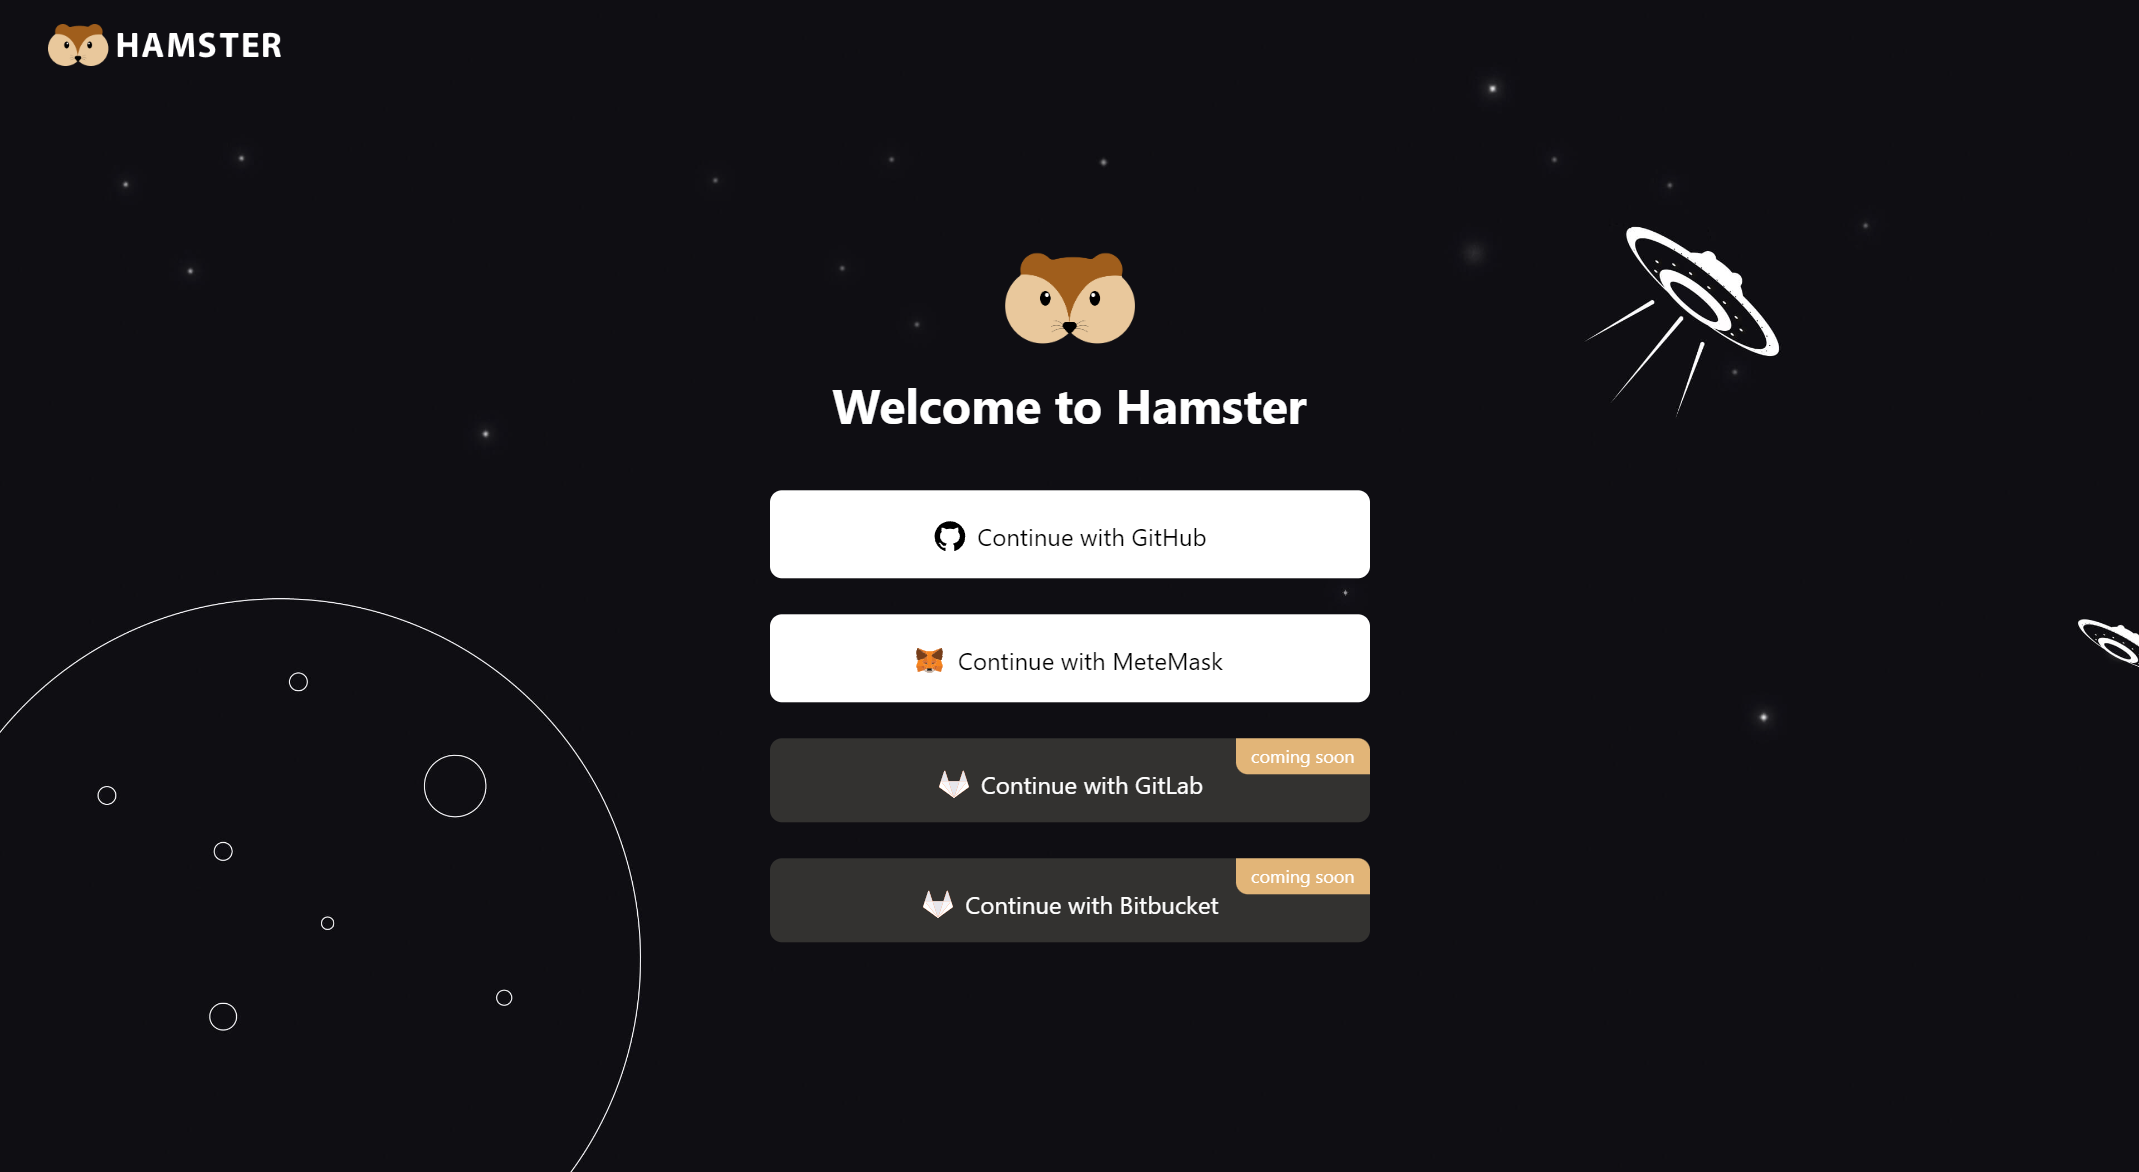 HAMSTER
Welcome to Hamster
Continue with GitHub
Continue with MeteMask
coming soon
Continue with GitLab
coming soon
Continue with Bitbucket